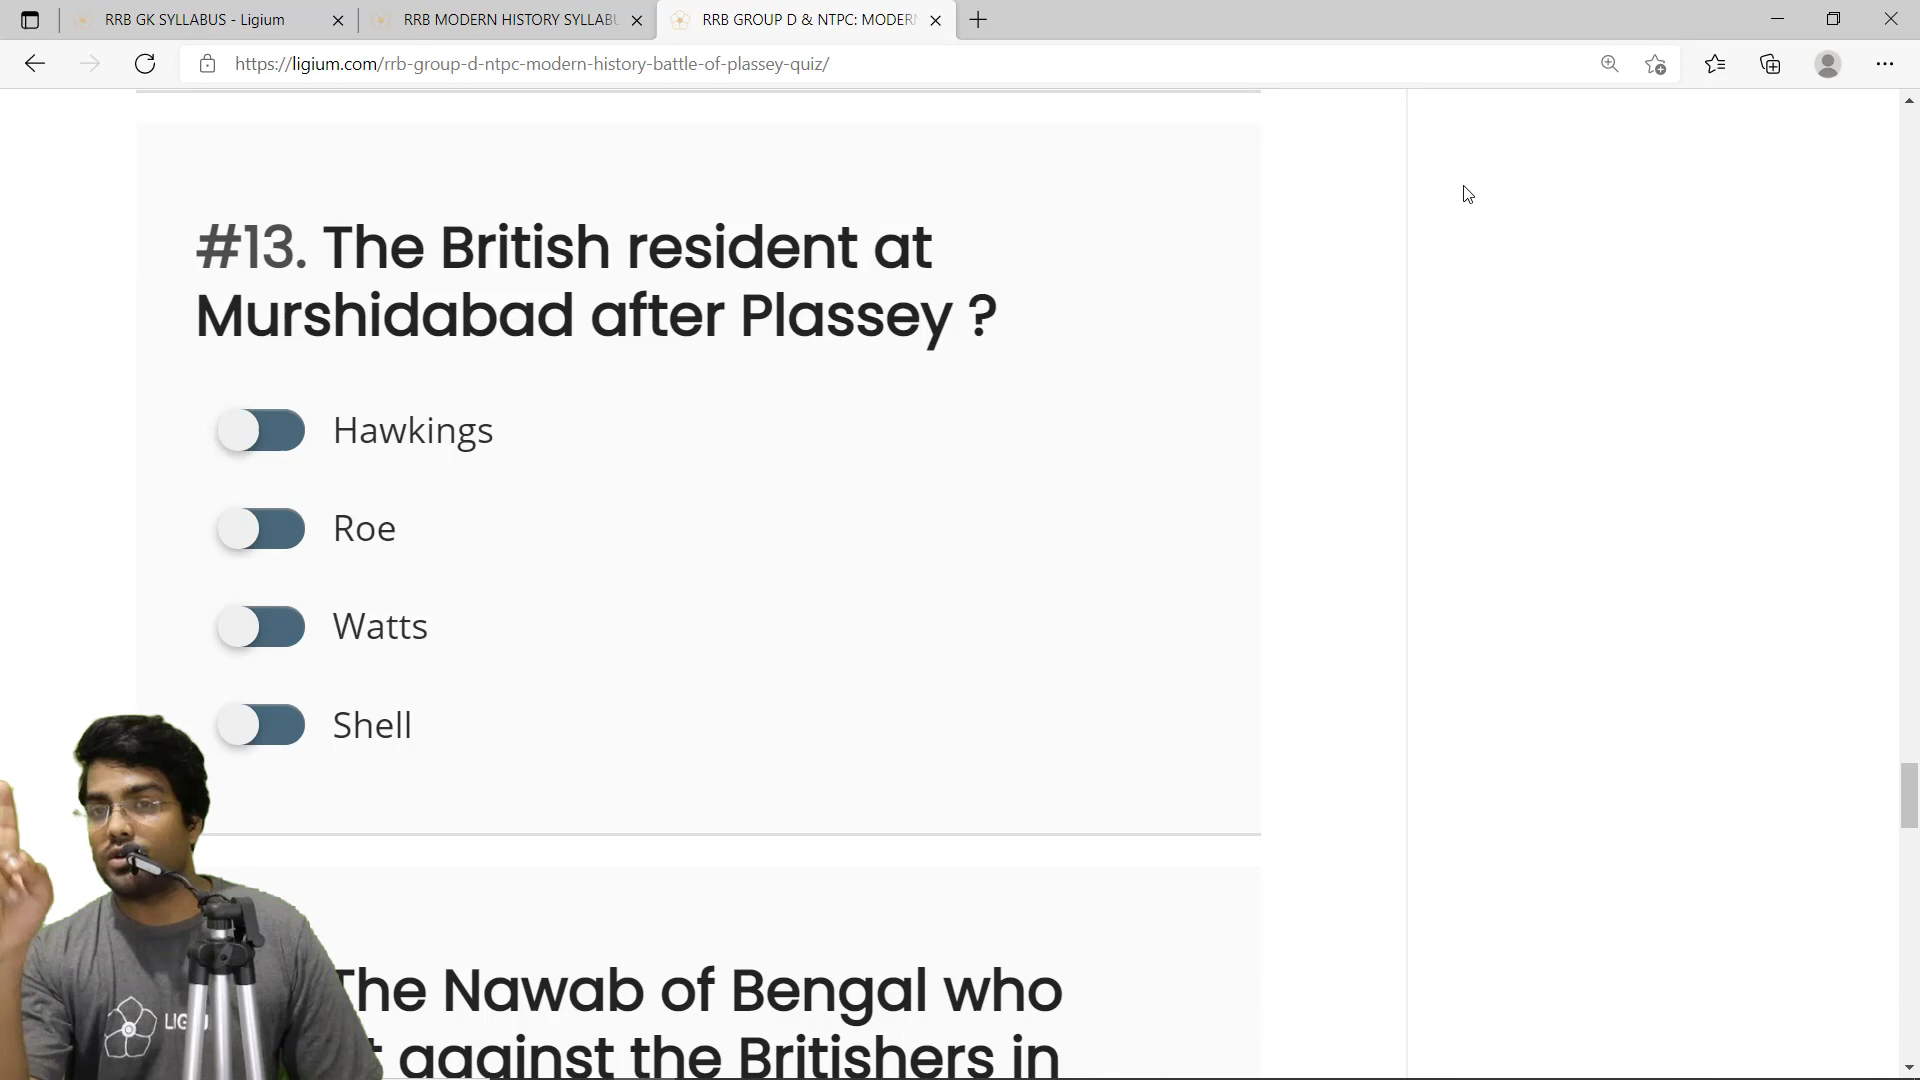 RRB GK SYLLABUS - Ligium
RRB MODERN HISTORY SYLLABU
RRB GROUP D & NTPC: MODERN
https://ligium.com/rrb-group-d-ntpc-modern-history-battle-of-plassey-quiz/
#13. The British resident at
Murshidabad after Plassey ?
Hawkings
Roe
Watts
Shell
The Nawab of Bengal who
against the Britishers in